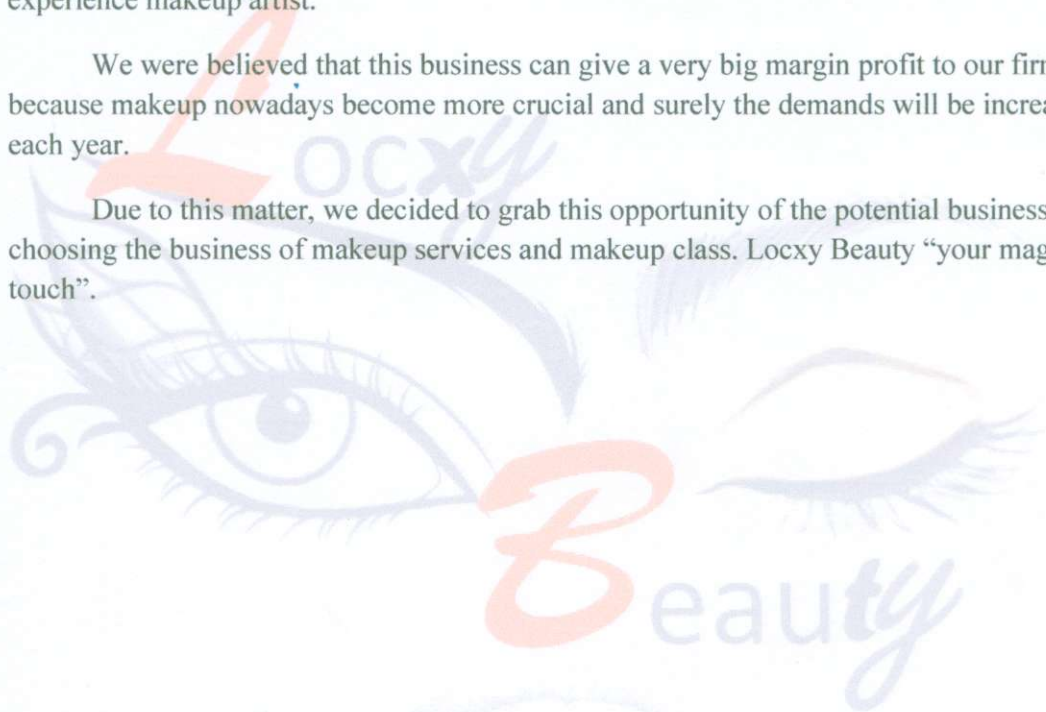 experience makeup artist.
We were believed that this business can give a very big margin profit to our
because makeup nowadays become more crucial and surely the demands will be
each year.
Due to this matter, we decided to grab this opportunity of the potential business
choosing the business of makeup services and makeup class. Locxy Beauty “your
touch”.
Locxy
Beauty